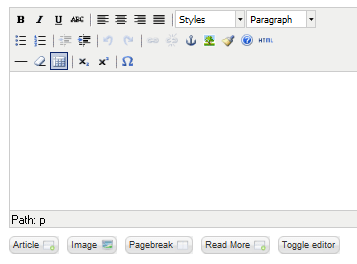 B I U ABC Styles Paragraph
HTML
x₂ x² Ω
Path: p
Article Image Pagebreak Read More Toggle editor